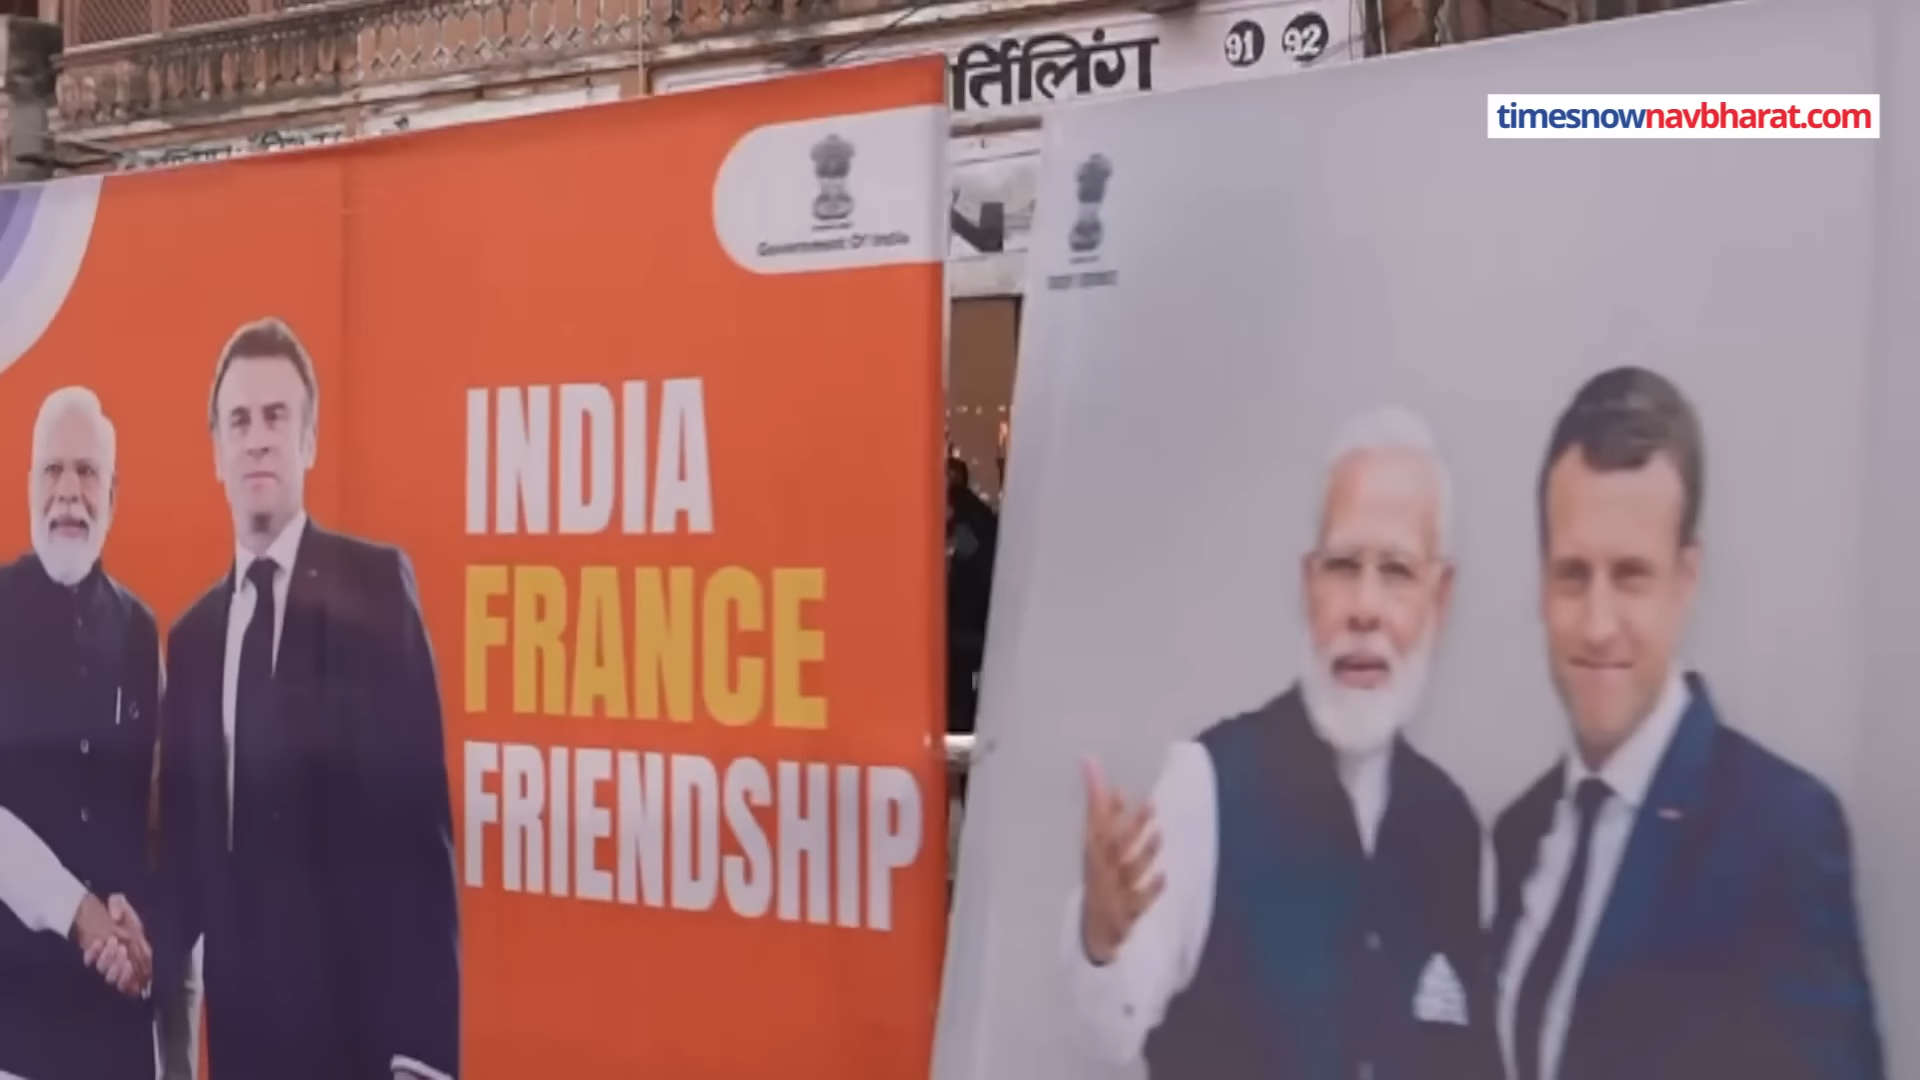 र्तिलिंग 91 92
timesnownavbharat.com
Government Of India
INDIA
FRANCE
FRIENDSHIP